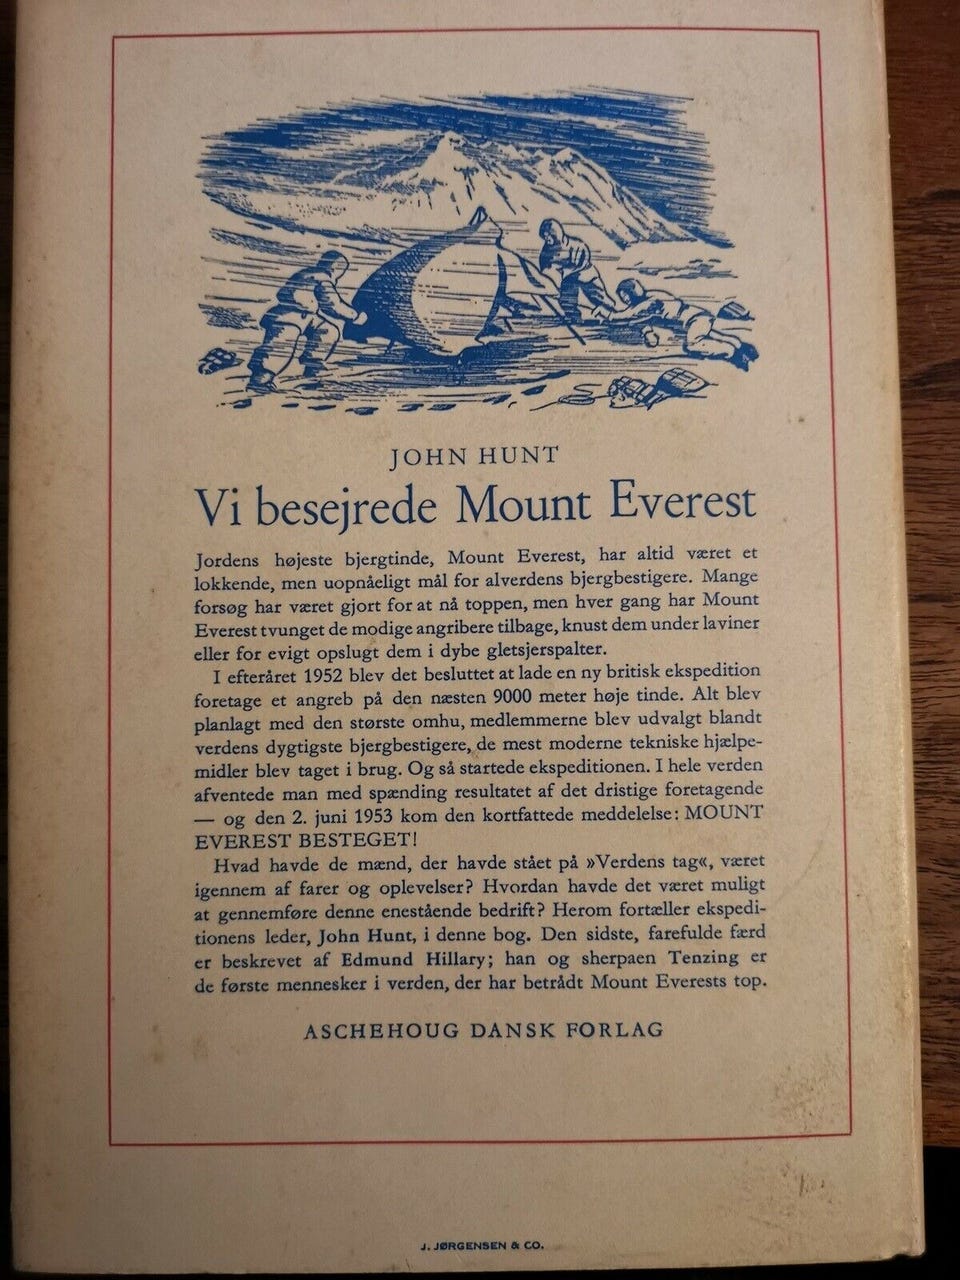 JOHN HUNT
Vi besejrede Mount Everest
Jordens højeste bjergtinde, Mount Everest, har altid været et
lokkende, men uopnåeligt mål for alverdens bjergbestigere. Mange
forsøg har været gjort for at nå toppen, men hver gang har Mount
Everest tvunget de modige angribere tilbage, knust dem under laviner
eller for evigt opslugt dem i dybe gletsjerspalter.
I efteråret 1952 blev det besluttet at lade en ny britisk ekspedition
foretage et angreb på den næsten 9000 meter høje tinde. Alt blev
planlagt med den største omhu, medlemmerne blev udvalgt blandt
verdens dygtigste bjergbestigere, de mest moderne tekniske hjælpe-
midler blev taget i brug. Og så startede ekspeditionen. I hele verden
afventede man med spænding resultatet af det dristige foretagende
— og den 2. juni 1953 kom den kortfattede meddelelse: MOUNT
EVEREST BESTEGET!
Hvad havde de mænd, der havde stået på »Verdens tag«, været
igennem af farer og oplevelser? Hvordan havde det været muligt
at gennemføre denne enestående bedrift? Herom fortæller ekspedi-
tionens leder, John Hunt, i denne bog. Den sidste, farefulde færd
er beskrevet af Edmund Hillary; han og sherpaen Tenzing er
de første mennesker i verden, der har betrådt Mount Everests top.
ASCHEHOUG DANSK FORLAG
J. JØRGENSEN & CO.